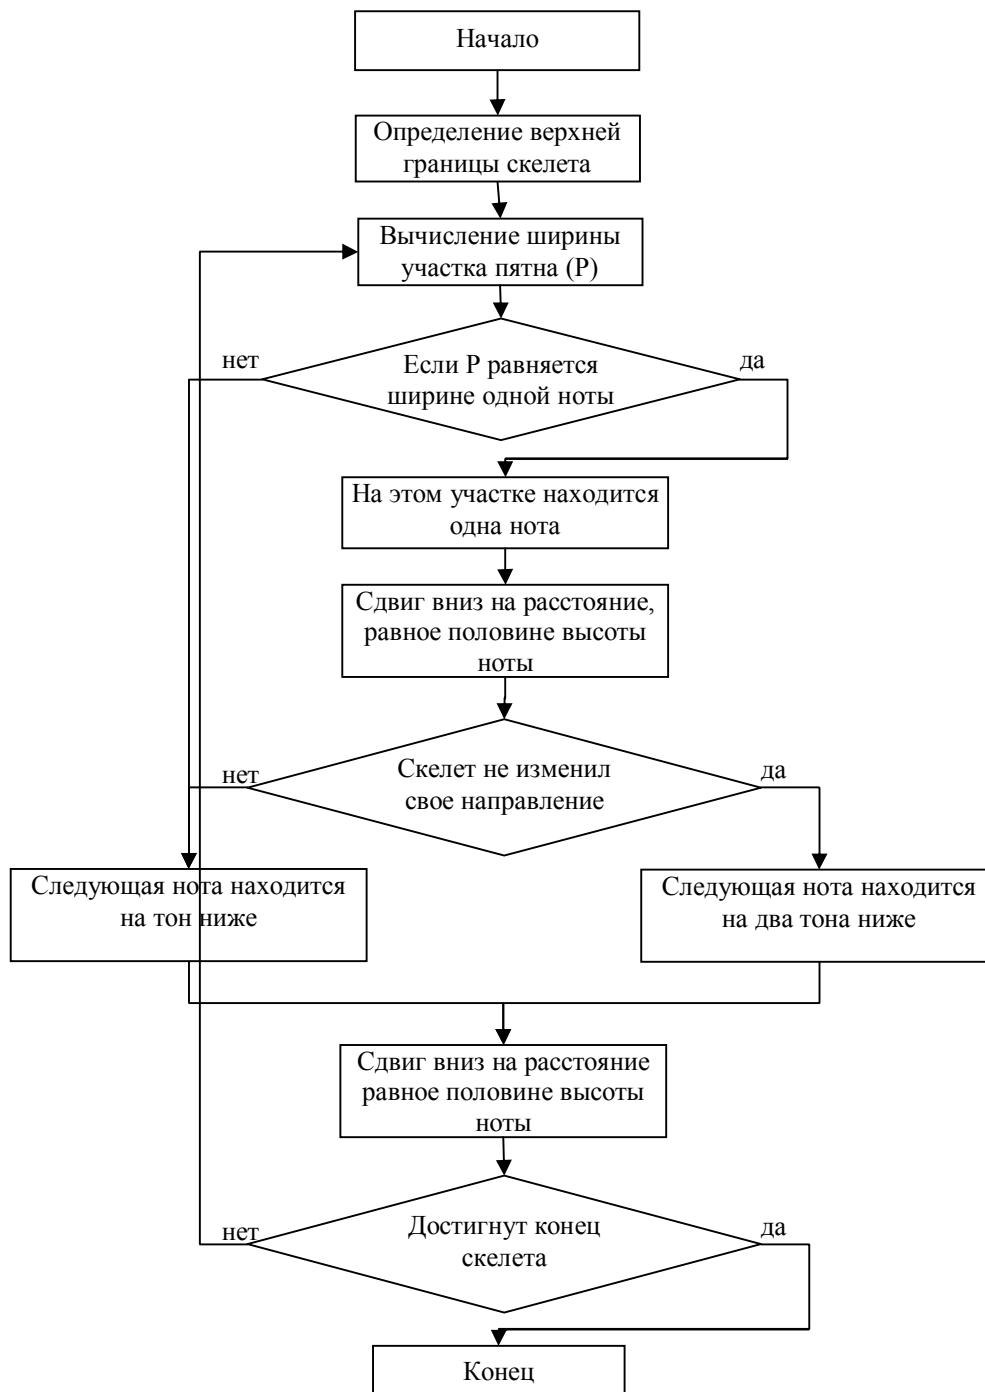 Начало
Определение верхней
границы скелета
Вычисление ширины
участка пятна (P)
нет
да
Если P равняется
ширине одной ноты
На этом участке находится
одна нота
Сдвиг вниз на расстояние,
равное половине высоты
ноты
нет
да
Скелет не изменил
свое направление
Следующая нота находится
на тон ниже
Следующая нота находится
на два тона ниже
Сдвиг вниз на расстояние
равное половине высоты
ноты
нет
да
Достигнут конец
скелета
Конец